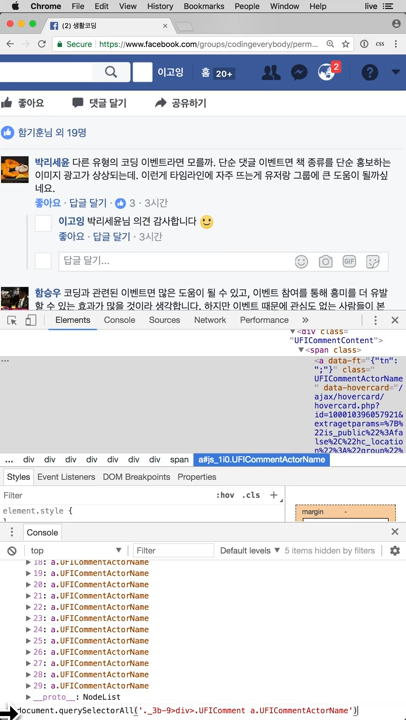 Chrome File Edit View History Bookmarks People Window Help live
(2) 생활코딩
Secure https://www.facebook.com/groups/codingeverybody/perm… css
이고잉 홈 20+ 2
좋아요 댓글 달기 공유하기
함기훈님 외 19명
박리세윤 다른 유형의 코딩 이벤트라면 모를까. 단순 댓글 이벤트면 책 종류를 단순 홍보하는
이미지 광고가 상상되는데. 이런게 타임라인에 자주 뜨는게 유저랑 그룹에 큰 도움이 될까싶
네요.
좋아요 · 답글 달기 · 3 · 3시간
이고잉 박리세윤님 의견 감사합니다
좋아요 · 답글 달기 · 3시간
답글 달기...
GIF
함승우 코딩과 관련된 이벤트면 많은 도움이 될 수 있고, 이벤트 참여를 통해 흥미를 더 유발
할 수 있는 효과가 많을 것이라 생각합니다. 하지만 이벤트 때문에 관심도 없는 사람들이 본
Elements Console Sources Network Performance
<div class=
"UFICommentContent">
<span class>
<a data-ft="{"tn"
:";"}" class="
UFICommentActorName
" data-hovercard="/
ajax/hovercard/
hovercard.php?
id=100010396057921&
extragetparams=%7B%
22is_public%22%3Afa
lse%2C%22hc_locatio
n%22%3A%22group%22
...
... div div div div span a#js_1i0.UFICommentActorName
Styles Event Listeners DOM Breakpoints Properties
Filter :hov .cls +
element.style {
margin -
Console
top Filter Default levels 5 items hidden by filters
18: a.UFICommentActorName
19: a.UFICommentActorName
20: a.UFICommentActorName
21: a.UFICommentActorName
22: a.UFICommentActorName
23: a.UFICommentActorName
24: a.UFICommentActorName
25: a.UFICommentActorName
26: a.UFICommentActorName
27: a.UFICommentActorName
28: a.UFICommentActorName
29: a.UFICommentActorName
__proto__: NodeList
document.querySelectorAll('._3b-9>div>.UFIComment a.UFICommentActorName')